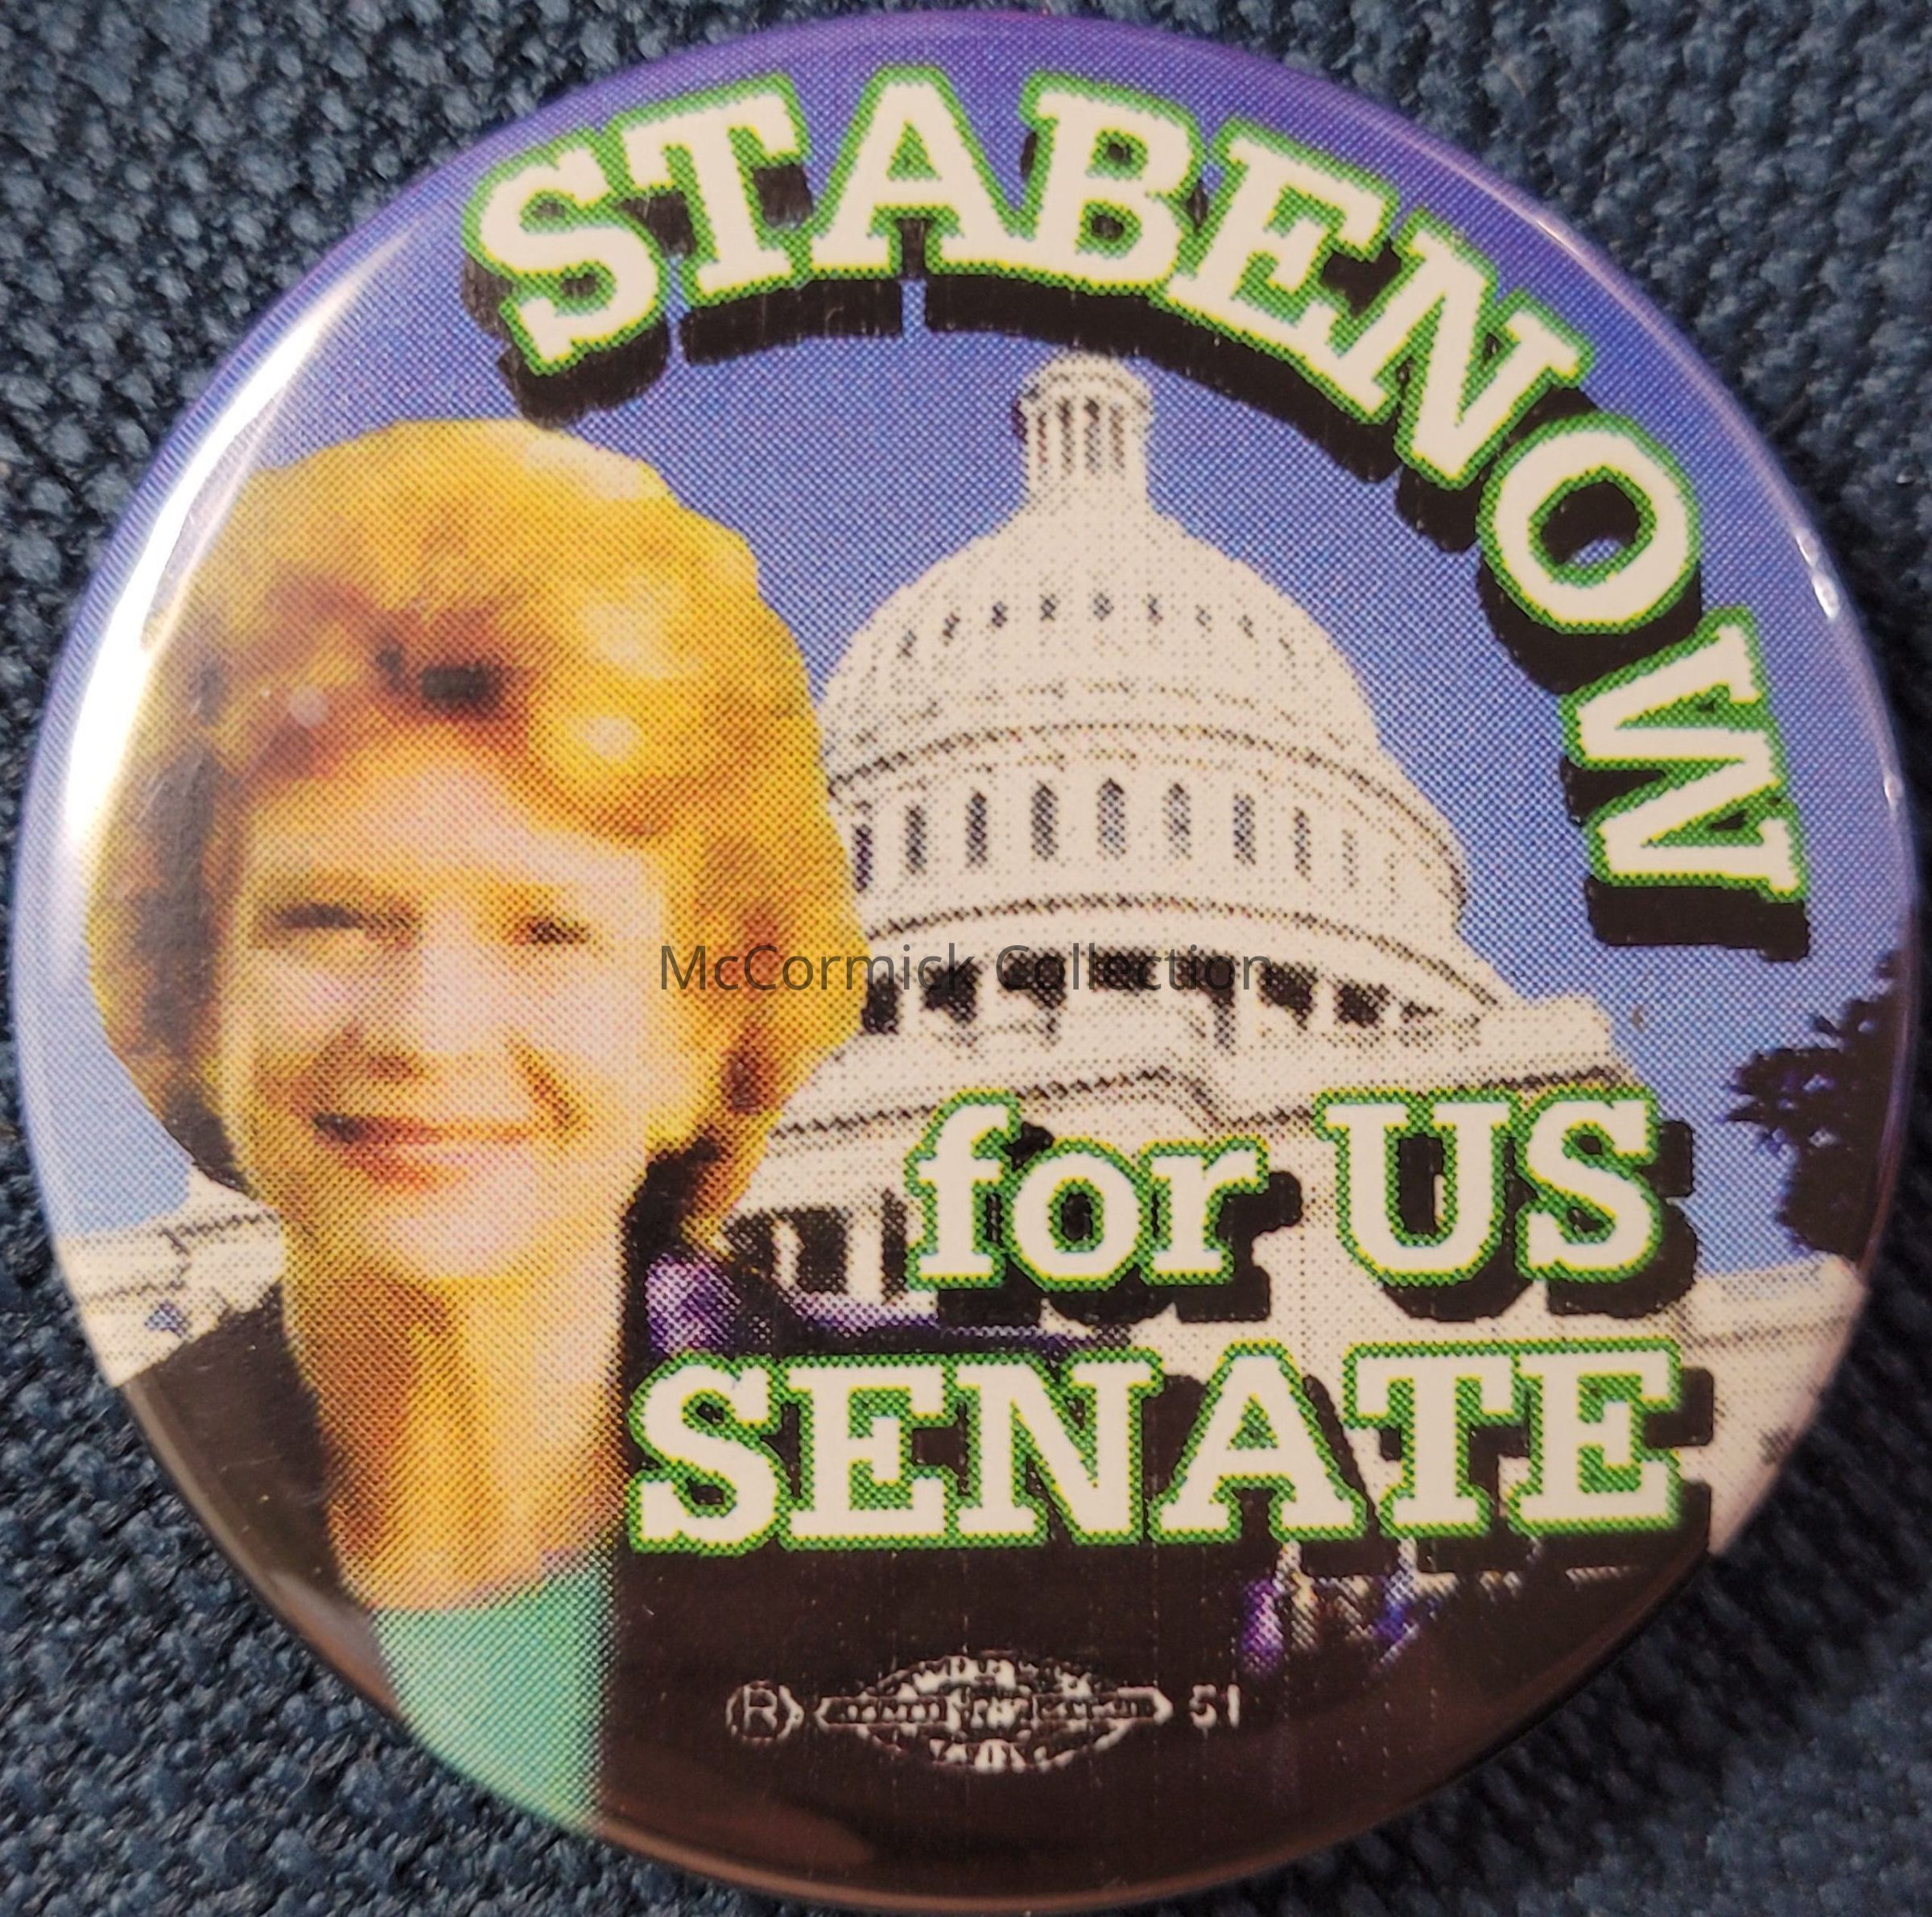 STABENOW
McCormick Collection
for US
SENATE
® 51